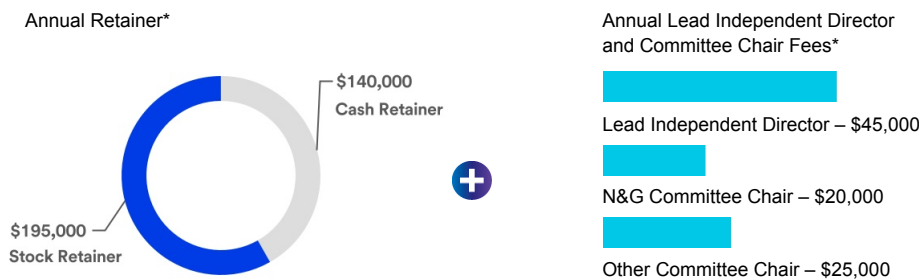 Annual Retainer*
$140,000
Cash Retainer
$195,000
Stock Retainer
Annual Lead Independent Director
and Committee Chair Fees*
Lead Independent Director – $45,000
N&G Committee Chair – $20,000
Other Committee Chair – $25,000